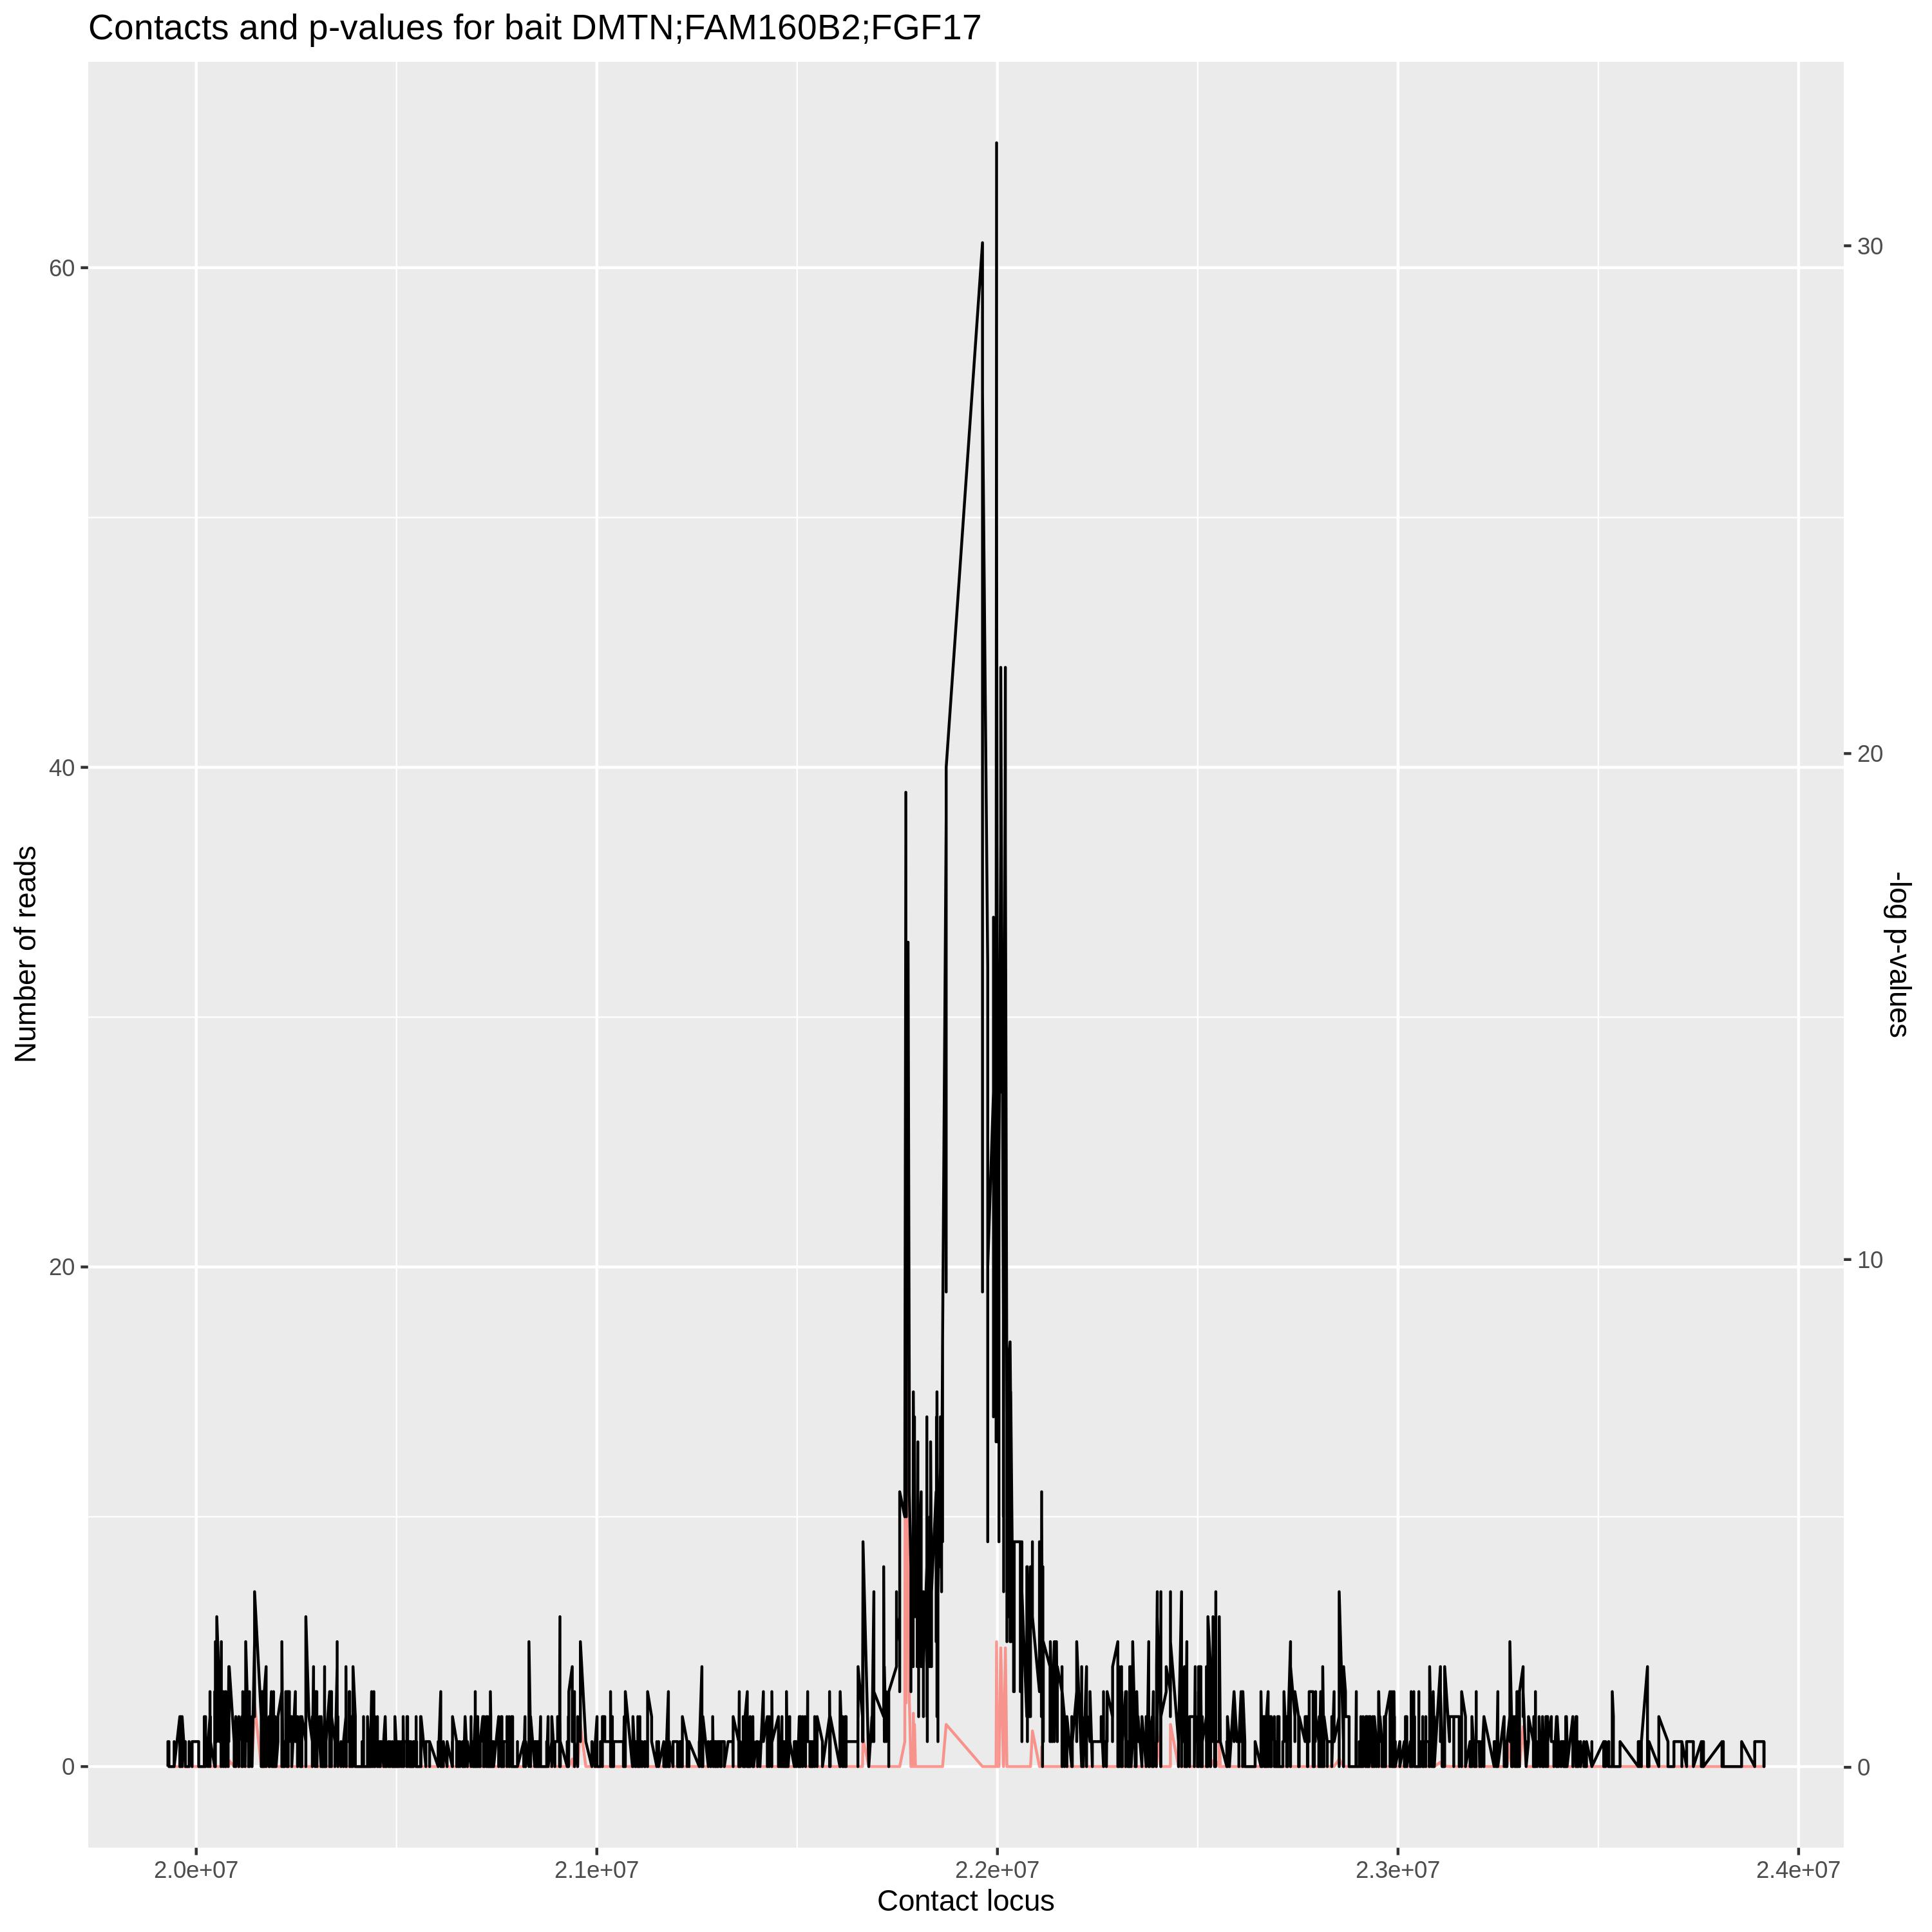 Contacts and p-values for bait DMTN;FAM160B2;FGF17
60
40
20
0
30
20
10
0
Number of reads
-log p-values
2.0e+07 2.1e+07 2.2e+07 2.3e+07 2.4e+07
Contact locus